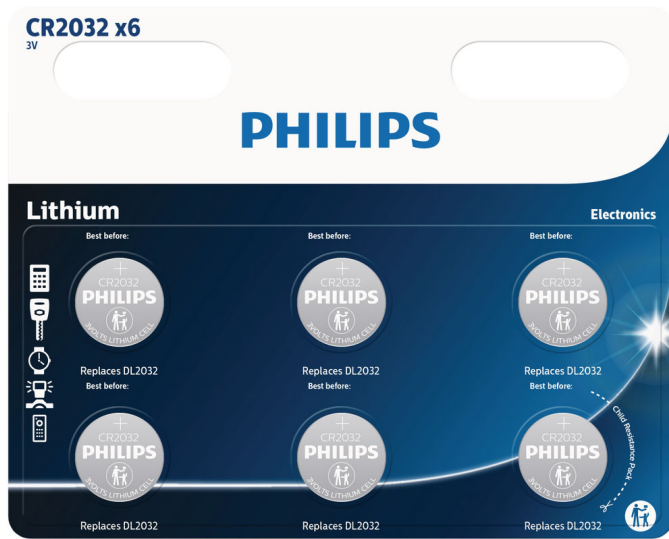 CR2032 x6
3V
PHILIPS
Lithium
Electronics
Best before:
Best before:
Best before:
CR2032
PHILIPS
3VOLTS LITHIUM CELL
CR2032
PHILIPS
3VOLTS LITHIUM CELL
CR2032
PHILIPS
3VOLTS LITHIUM CELL
Replaces DL2032
Replaces DL2032
Replaces DL2032
Best before:
Best before:
Best before:
CR2032
PHILIPS
3VOLTS LITHIUM CELL
CR2032
PHILIPS
3VOLTS LITHIUM CELL
CR2032
PHILIPS
3VOLTS LITHIUM CELL
Child Resistance Pack
Replaces DL2032
Replaces DL2032
Replaces DL2032